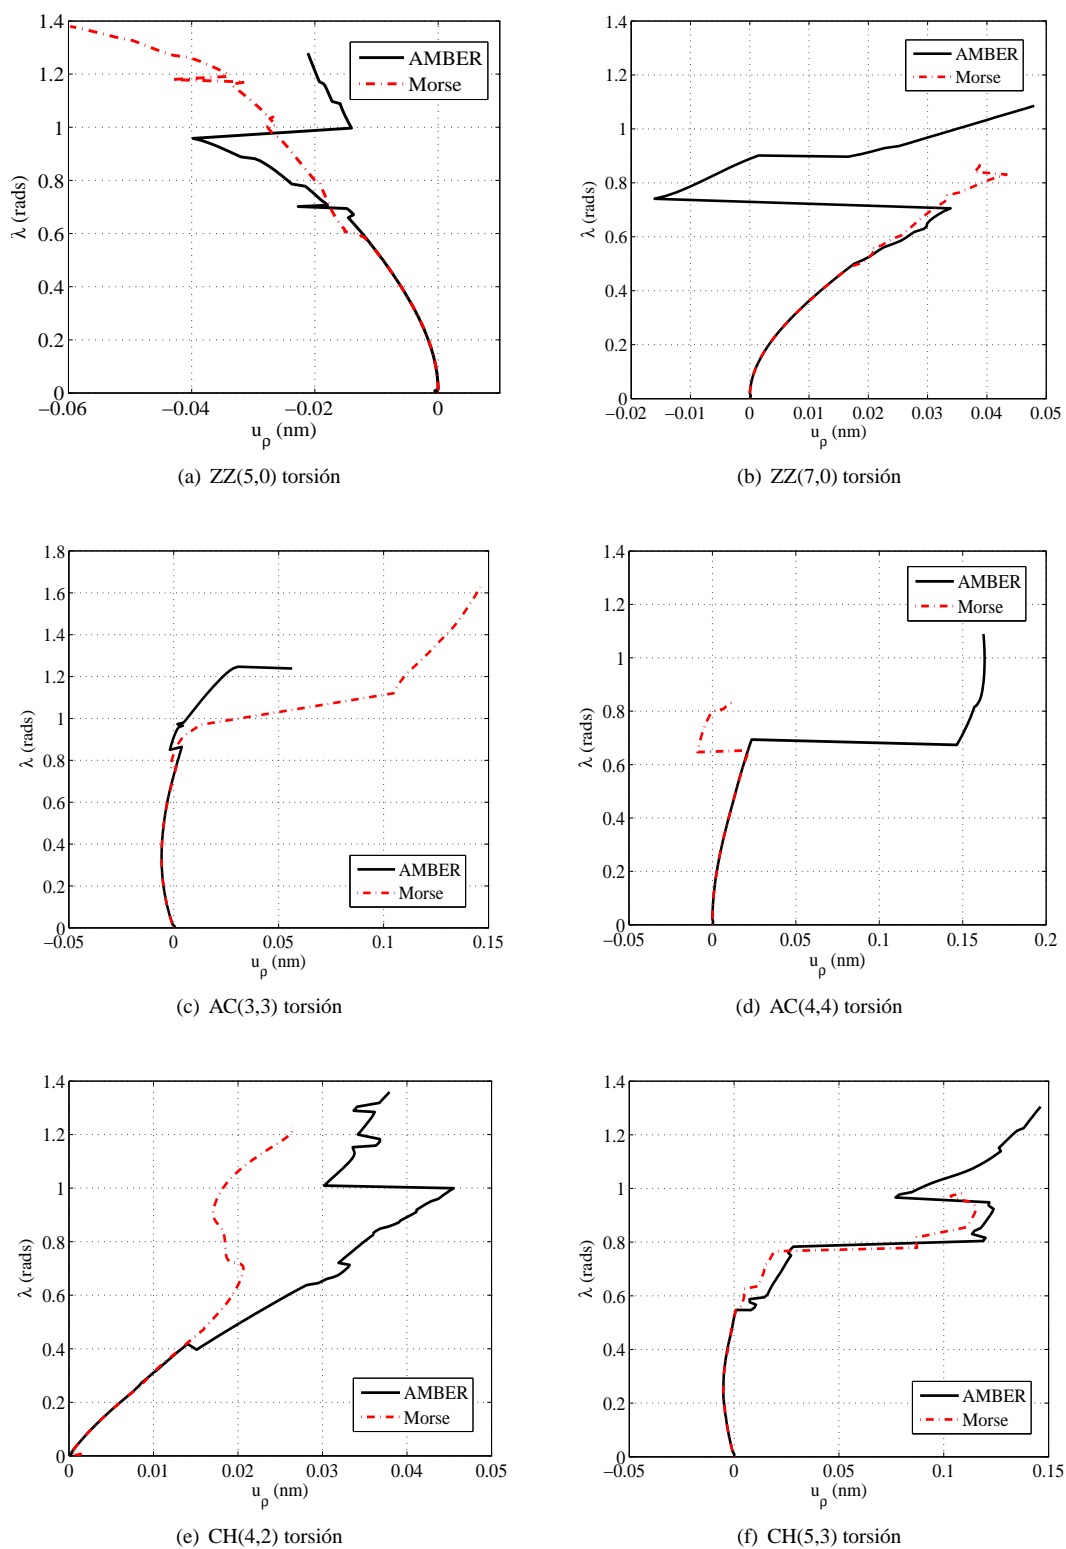 1.4
1.2
1
0.8
0.6
0.4
0.2
0
−0.06
−0.04
−0.02
0
λ (rads)
u_ρ (nm)
AMBER
Morse
(a) ZZ(5,0) torsión
1.4
1.2
1
0.8
0.6
0.4
0.2
0
−0.02
−0.01
0
0.01
0.02
0.03
0.04
0.05
λ (rads)
u_ρ (nm)
AMBER
Morse
(b) ZZ(7,0) torsión
1.8
1.6
1.4
1.2
1
0.8
0.6
0.4
0.2
0
−0.05
0
0.05
0.1
0.15
λ (rads)
u_ρ (nm)
AMBER
Morse
(c) AC(3,3) torsión
1.4
1.2
1
0.8
0.6
0.4
0.2
0
−0.05
0
0.05
0.1
0.15
0.2
λ (rads)
u_ρ (nm)
AMBER
Morse
(d) AC(4,4) torsión
1.4
1.2
1
0.8
0.6
0.4
0.2
0
0
0.01
0.02
0.03
0.04
0.05
λ (rads)
u_ρ (nm)
AMBER
Morse
(e) CH(4,2) torsión
1.4
1.2
1
0.8
0.6
0.4
0.2
0
−0.05
0
0.05
0.1
0.15
λ (rads)
u_ρ (nm)
AMBER
Morse
(f) CH(5,3) torsión